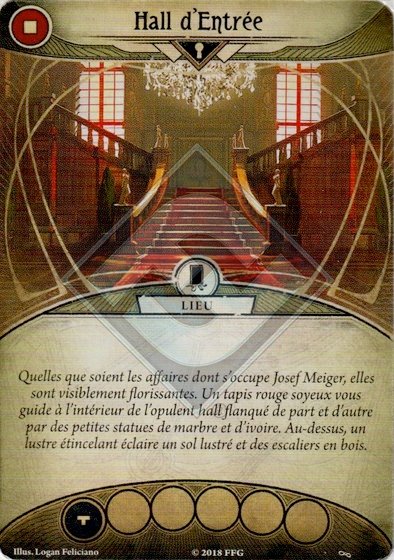 Hall d'Entrée
LIEU
Quelles que soient les affaires dont s'occupe Josef Meiger, elles
sont visiblement florissantes. Un tapis rouge soyeux vous
guide à l'intérieur de l'opulent hall flanqué de part et d'autre
par des petites statues de marbre et d'ivoire. Au-dessus, un
lustre étincelant éclaire un sol lustré et des escaliers en bois.
Illus. Logan Feliciano
© 2018 FFG